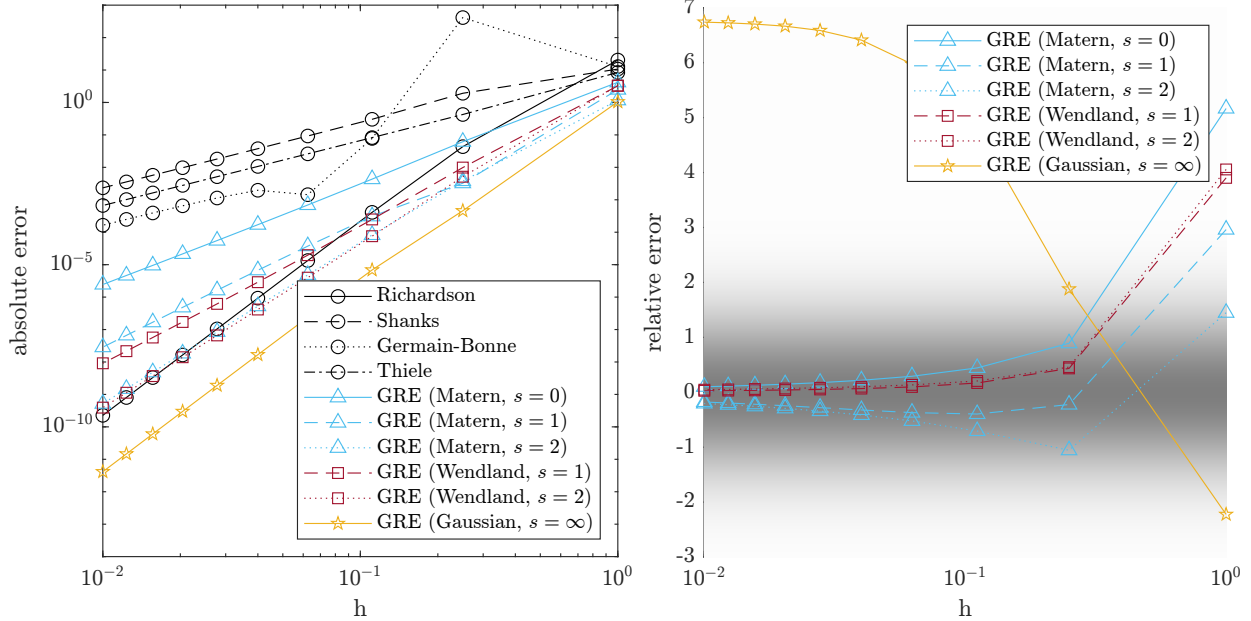 absolute error
10^0
10^{-5}
10^{-10}
Richardson
Shanks
Germain-Bonne
Thiele
GRE (Matern, s = 0)
GRE (Matern, s = 1)
GRE (Matern, s = 2)
GRE (Wendland, s = 1)
GRE (Wendland, s = 2)
GRE (Gaussian, s = ∞)
10^{-2}
10^{-1}
10^0
h
relative error
7
6
5
4
3
2
1
0
-1
-2
-3
GRE (Matern, s = 0)
GRE (Matern, s = 1)
GRE (Matern, s = 2)
GRE (Wendland, s = 1)
GRE (Wendland, s = 2)
GRE (Gaussian, s = ∞)
10^{-2}
10^{-1}
10^0
h